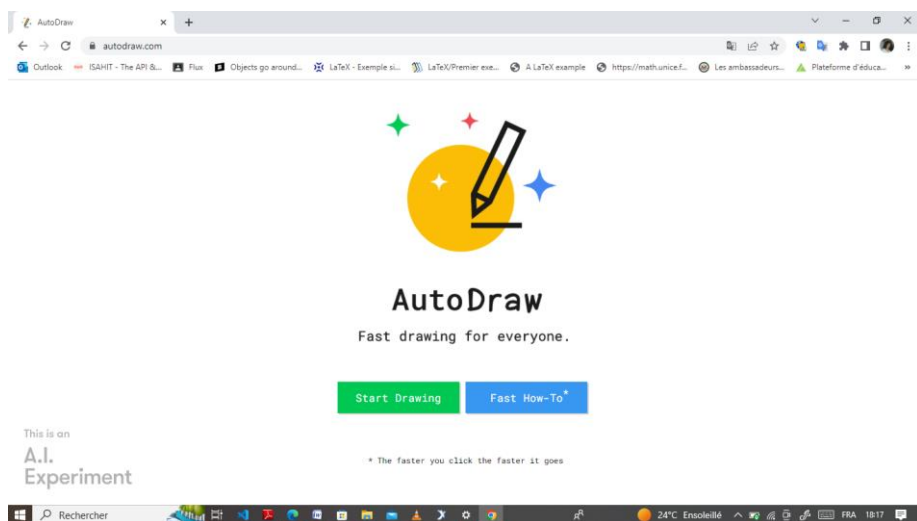 AutoDraw
autodraw.com
Outlook
ISAHIT - The API &...
Flux
Objects go around...
LaTeX - Exemple si...
LaTeX/Premier exe...
A LaTeX example
https://math.unice.f...
Les ambassadeurs...
Plateforme d'éduca...
»
AutoDraw
Fast drawing for everyone.
Start Drawing
Fast How-To*
This is an
A.I.
Experiment
* The faster you click the faster it goes
Rechercher
24°C Ensoleillé
FRA
18:17